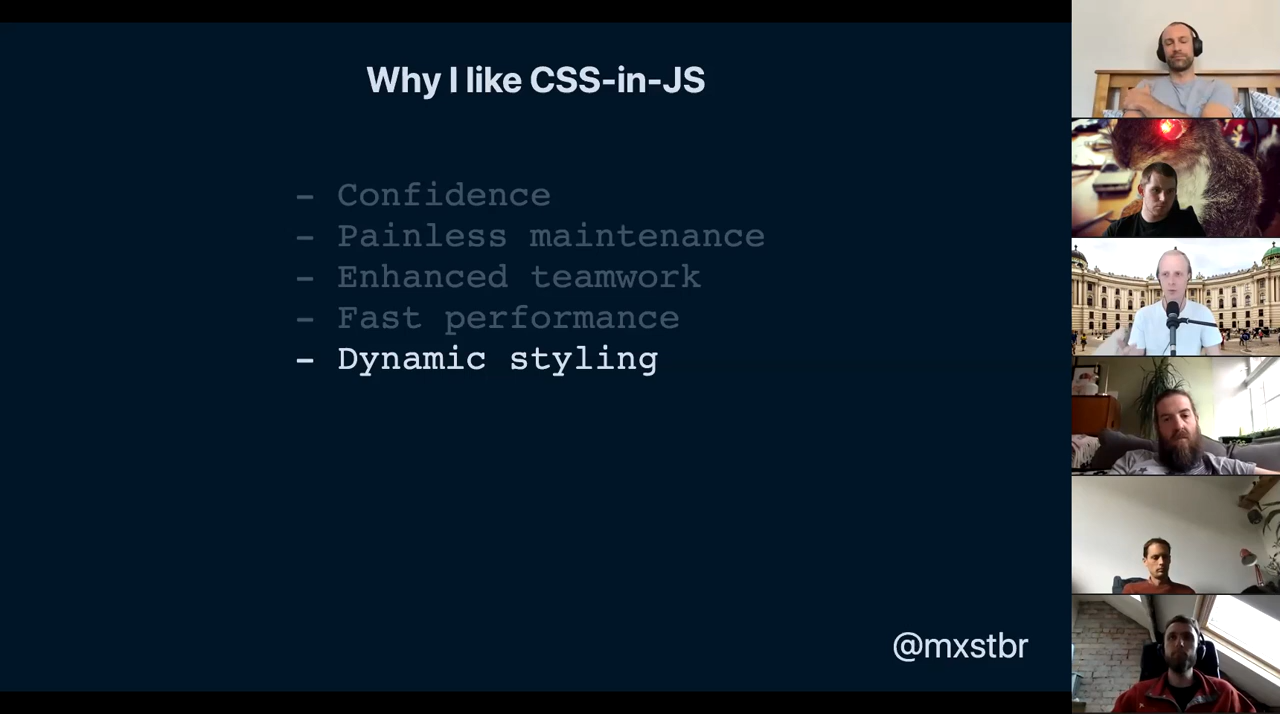 Why I like CSS-in-JS
- Confidence
- Painless maintenance
- Enhanced teamwork
- Fast performance
- Dynamic styling
@mxstbr